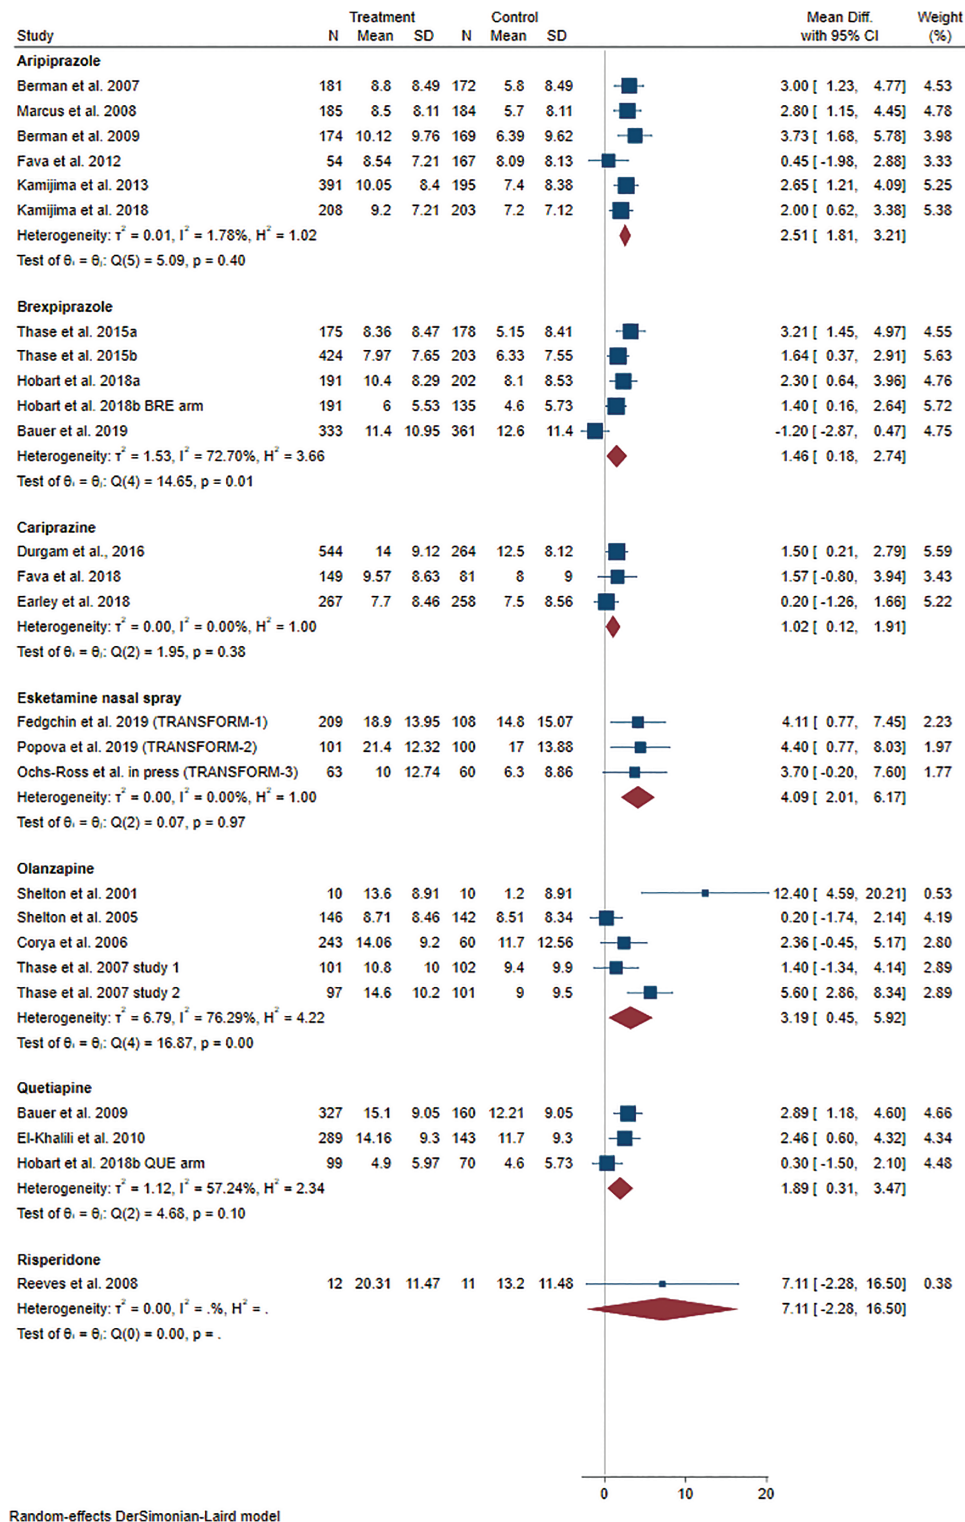 Treatment Control Mean Diff. Weight
Study N Mean SD N Mean SD with 95% CI (%)
Aripiprazole
Berman et al. 2007 181 8.8 8.49 172 5.8 8.49 3.00 [ 1.23, 4.77] 4.53
Marcus et al. 2008 185 8.5 8.11 184 5.7 8.11 2.80 [ 1.15, 4.45] 4.78
Berman et al. 2009 174 10.12 9.76 169 6.39 9.62 3.73 [ 1.68, 5.78] 3.98
Fava et al. 2012 54 8.54 7.21 167 8.09 8.13 0.45 [ -1.98, 2.88] 3.33
Kamijima et al. 2013 391 10.05 8.4 195 7.4 8.38 2.65 [ 1.21, 4.09] 5.25
Kamijima et al. 2018 208 9.2 7.21 203 7.2 7.12 2.00 [ 0.62, 3.38] 5.38
Heterogeneity: τ² = 0.01, I² = 1.78%, H² = 1.02 2.51 [ 1.81, 3.21]
Test of θᵢ = θⱼ: Q(5) = 5.09, p = 0.40
Brexpiprazole
Thase et al. 2015a 175 8.36 8.47 178 5.15 8.41 3.21 [ 1.45, 4.97] 4.55
Thase et al. 2015b 424 7.97 7.65 203 6.33 7.55 1.64 [ 0.37, 2.91] 5.63
Hobart et al. 2018a 191 10.4 8.29 202 8.1 8.53 2.30 [ 0.64, 3.96] 4.76
Hobart et al. 2018b BRE arm 191 6 5.53 135 4.6 5.73 1.40 [ 0.16, 2.64] 5.72
Bauer et al. 2019 333 11.4 10.95 361 12.6 11.4 -1.20 [ -2.87, 0.47] 4.75
Heterogeneity: τ² = 1.53, I² = 72.70%, H² = 3.66 1.46 [ 0.18, 2.74]
Test of θᵢ = θⱼ: Q(4) = 14.65, p = 0.01
Cariprazine
Durgam et al., 2016 544 14 9.12 264 12.5 8.12 1.50 [ 0.21, 2.79] 5.59
Fava et al. 2018 149 9.57 8.63 81 8 9 1.57 [ -0.80, 3.94] 3.43
Earley et al. 2018 267 7.7 8.46 258 7.5 8.56 0.20 [ -1.26, 1.66] 5.22
Heterogeneity: τ² = 0.00, I² = 0.00%, H² = 1.00 1.02 [ 0.12, 1.91]
Test of θᵢ = θⱼ: Q(2) = 1.95, p = 0.38
Esketamine nasal spray
Fedgchin et al. 2019 (TRANSFORM-1) 209 18.9 13.95 108 14.8 15.07 4.11 [ 0.77, 7.45] 2.23
Popova et al. 2019 (TRANSFORM-2) 101 21.4 12.32 100 17 13.88 4.40 [ 0.77, 8.03] 1.97
Ochs-Ross et al. in press (TRANSFORM-3) 63 10 12.74 60 6.3 8.86 3.70 [ -0.20, 7.60] 1.77
Heterogeneity: τ² = 0.00, I² = 0.00%, H² = 1.00 4.09 [ 2.01, 6.17]
Test of θᵢ = θⱼ: Q(2) = 0.07, p = 0.97
Olanzapine
Shelton et al. 2001 10 13.6 8.91 10 1.2 8.91 12.40 [ 4.59, 20.21] 0.53
Shelton et al. 2005 146 8.71 8.46 142 8.51 8.34 0.20 [ -1.74, 2.14] 4.19
Corya et al. 2006 243 14.06 9.2 60 11.7 12.56 2.36 [ -0.45, 5.17] 2.80
Thase et al. 2007 study 1 101 10.8 10 102 9.4 9.9 1.40 [ -1.34, 4.14] 2.89
Thase et al. 2007 study 2 97 14.6 10.2 101 9 9.5 5.60 [ 2.86, 8.34] 2.89
Heterogeneity: τ² = 6.79, I² = 76.29%, H² = 4.22 3.19 [ 0.45, 5.92]
Test of θᵢ = θⱼ: Q(4) = 16.87, p = 0.00
Quetiapine
Bauer et al. 2009 327 15.1 9.05 160 12.21 9.05 2.89 [ 1.18, 4.60] 4.66
El-Khalili et al. 2010 289 14.16 9.3 143 11.7 9.3 2.46 [ 0.60, 4.32] 4.34
Hobart et al. 2018b QUE arm 99 4.9 5.97 70 4.6 5.73 0.30 [ -1.50, 2.10] 4.48
Heterogeneity: τ² = 1.12, I² = 57.24%, H² = 2.34 1.89 [ 0.31, 3.47]
Test of θᵢ = θⱼ: Q(2) = 4.68, p = 0.10
Risperidone
Reeves et al. 2008 12 20.31 11.47 11 13.2 11.48 7.11 [ -2.28, 16.50] 0.38
Heterogeneity: τ² = 0.00, I² = .%, H² = . 7.11 [ -2.28, 16.50]
Test of θᵢ = θⱼ: Q(0) = 0.00, p = .
0 10 20
Random-effects DerSimonian-Laird model